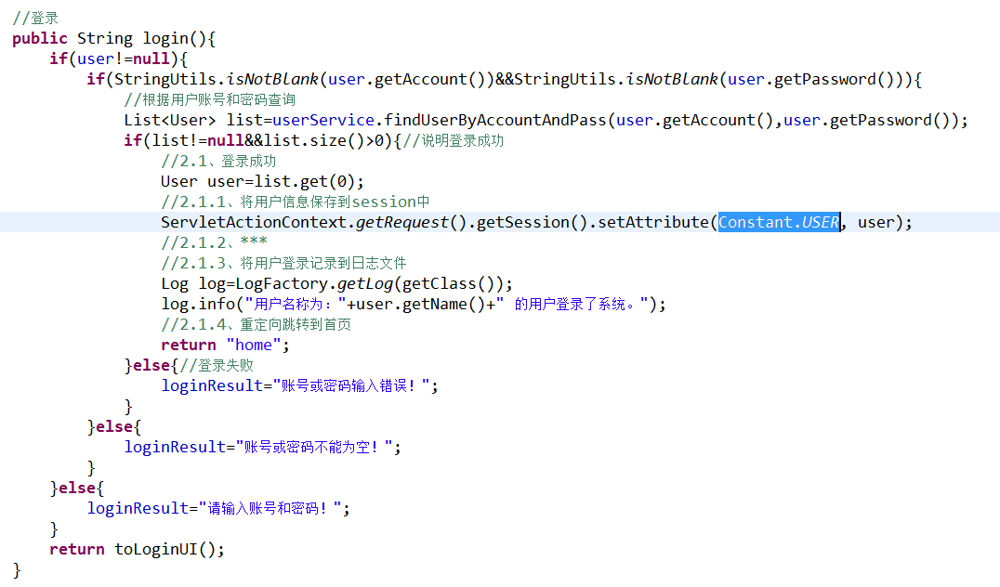 //登录
public String login(){
    if(user!=null){
        if(StringUtils.isNotBlank(user.getAccount())&&StringUtils.isNotBlank(user.getPassword())){
            //根据用户账号和密码查询
            List<User> list=userService.findUserByAccountAndPass(user.getAccount(),user.getPassword());
            if(list!=null&&list.size()>0){//说明登录成功
                //2.1、登录成功
                User user=list.get(0);
                //2.1.1、将用户信息保存到session中
                ServletActionContext.getRequest().getSession().setAttribute(Constant.USER, user);
                //2.1.2、***
                //2.1.3、将用户登录记录到日志文件
                Log log=LogFactory.getLog(getClass());
                log.info("用户名称为："+user.getName()+" 的用户登录了系统。");
                //2.1.4、重定向跳转到首页
                return "home";
            }else{//登录失败
                loginResult="账号或密码输入错误！";
            }
        }else{
            loginResult="账号或密码不能为空！";
        }
    }else{
        loginResult="请输入账号和密码！";
    }
    return toLoginUI();
}